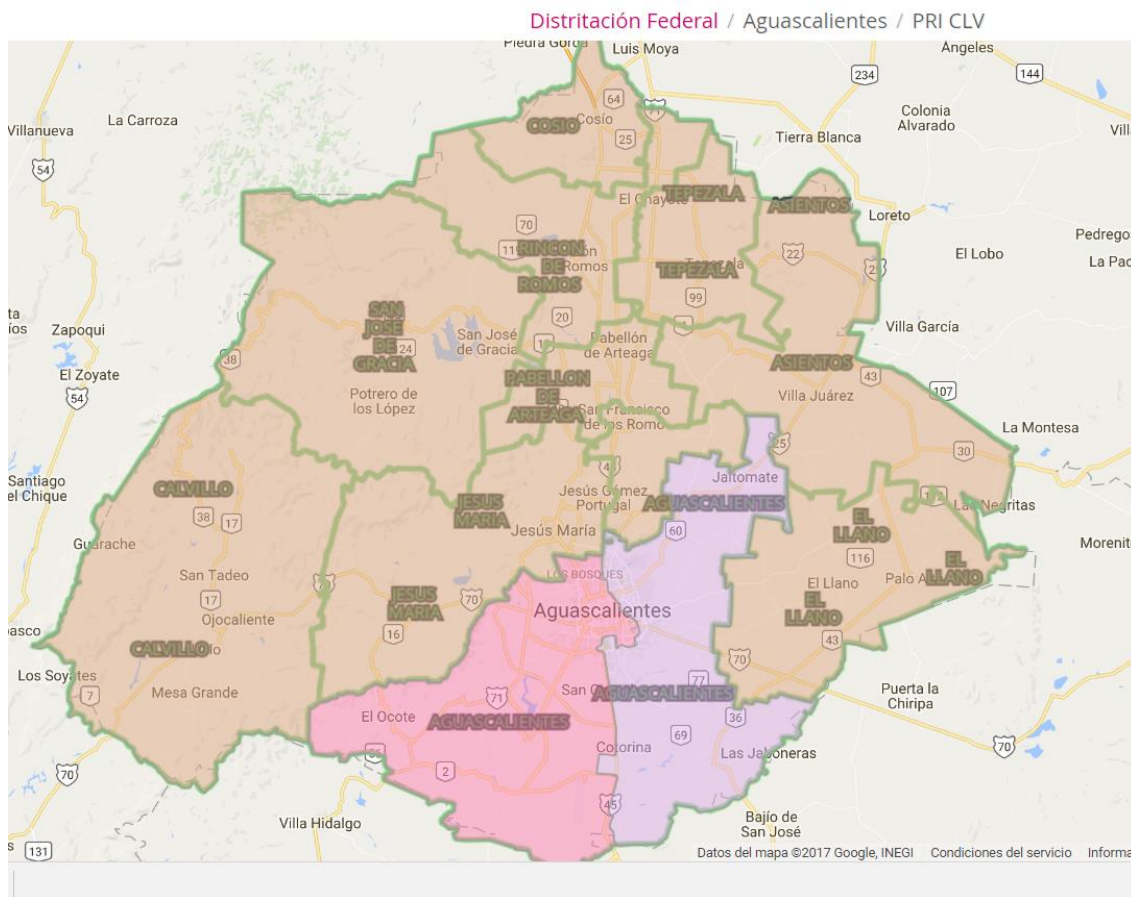 Distritación Federal / Aguascalientes / PRI CLV
Piedra Gorda
Luis Moya
Ángeles
234
144
La Carroza
Colonia
Alvarado
Villanueva
64
71
Cosío
COSIO
Tierra Blanca
54
25
El Chayote
TEPEZALA
ASIENTOS
Loreto
70
El Lobo
22
RINCON
DE
ROMOS
Romos
TEPEZALA
99
Villa García
SAN
JOSE
DE
GRACIA
20
Zapoqui
24
San José
de Gracia
Pabellón
de Arteaga
38
ASIENTOS
El Zoyate
43
107
PABELLON
DE
ARTEAGA
Potrero de
los López
54
Villa Juárez
San Francisco
de los Romo
La Montesa
25
30
Santiago
el Chique
CALVILLO
Jaltomate
JESUS
MARIA
Jesús Gómez
Portugal
AGUASCALIENTES
Las Negritas
38
17
EL
LLANO
Guarache
Jesús María
60
116
Morenito
LOS BOSQUES
EL
LLANO
San Tadeo
El Llano
Palo A
JESUS
MARIA
70
17
Aguascalientes
EL
LLANO
Ojocaliente
16
43
CALVILLO
70
Los Soyates
77
Puerta la
Chiripa
7
Mesa Grande
71
San
AGUASCALIENTES
El Ocote
AGUASCALIENTES
36
69
Cotorina
Las Jaboneras
70
2
70
45
Villa Hidalgo
Bajío de
San José
131
Datos del mapa ©2017 Google, INEGI
Condiciones del servicio
Informa